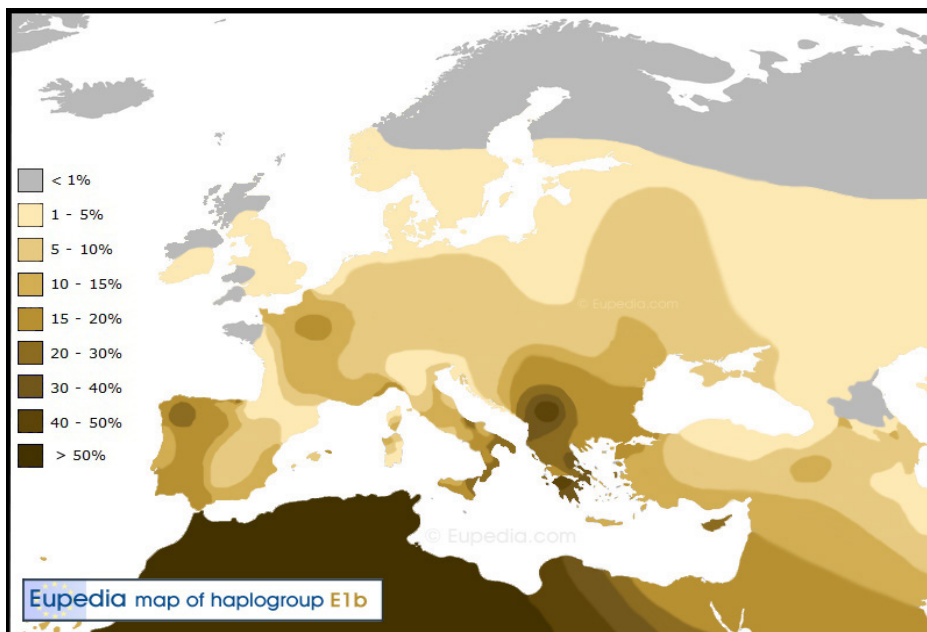 < 1%
1 - 5%
5 - 10%
10 - 15%
15 - 20%
20 - 30%
30 - 40%
40 - 50%
> 50%
© Eupedia.com
© Eupedia.com
Eupedia map of haplogroup E1b